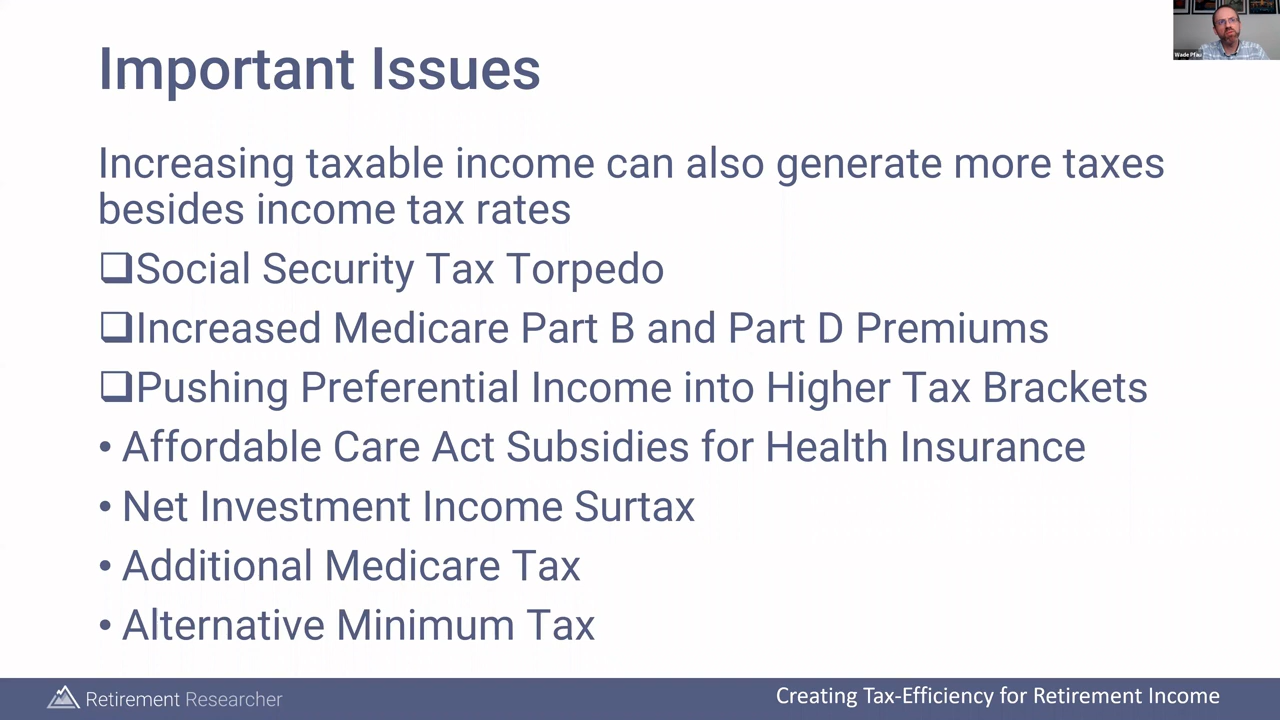 Important Issues
Wade Pfau
Increasing taxable income can also generate more taxes
besides income tax rates
❑Social Security Tax Torpedo
❑Increased Medicare Part B and Part D Premiums
❑Pushing Preferential Income into Higher Tax Brackets
• Affordable Care Act Subsidies for Health Insurance
• Net Investment Income Surtax
• Additional Medicare Tax
• Alternative Minimum Tax
Retirement Researcher
Creating Tax-Efficiency for Retirement Income